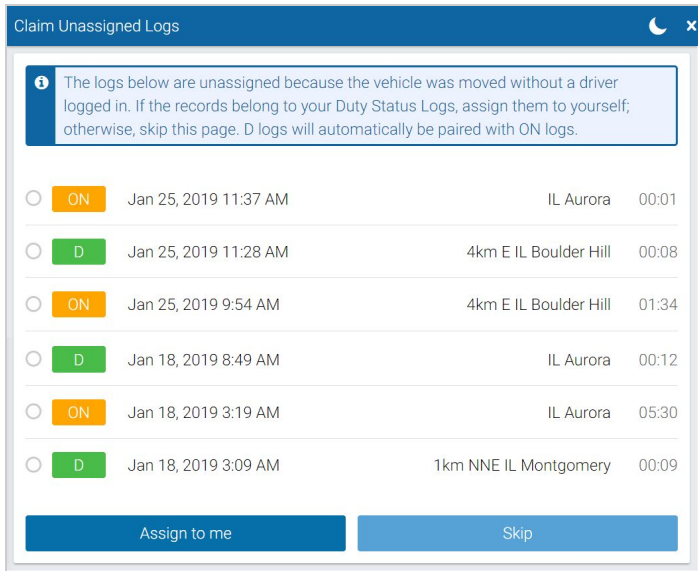 Claim Unassigned Logs
The logs below are unassigned because the vehicle was moved without a driver
logged in. If the records belong to your Duty Status Logs, assign them to yourself;
otherwise, skip this page. D logs will automatically be paired with ON logs.
ON Jan 25, 2019 11:37 AM IL Aurora 00:01
D Jan 25, 2019 11:28 AM 4km E IL Boulder Hill 00:08
ON Jan 25, 2019 9:54 AM 4km E IL Boulder Hill 01:34
D Jan 18, 2019 8:49 AM IL Aurora 00:12
ON Jan 18, 2019 3:19 AM IL Aurora 05:30
D Jan 18, 2019 3:09 AM 1km NNE IL Montgomery 00:09
Assign to me Skip